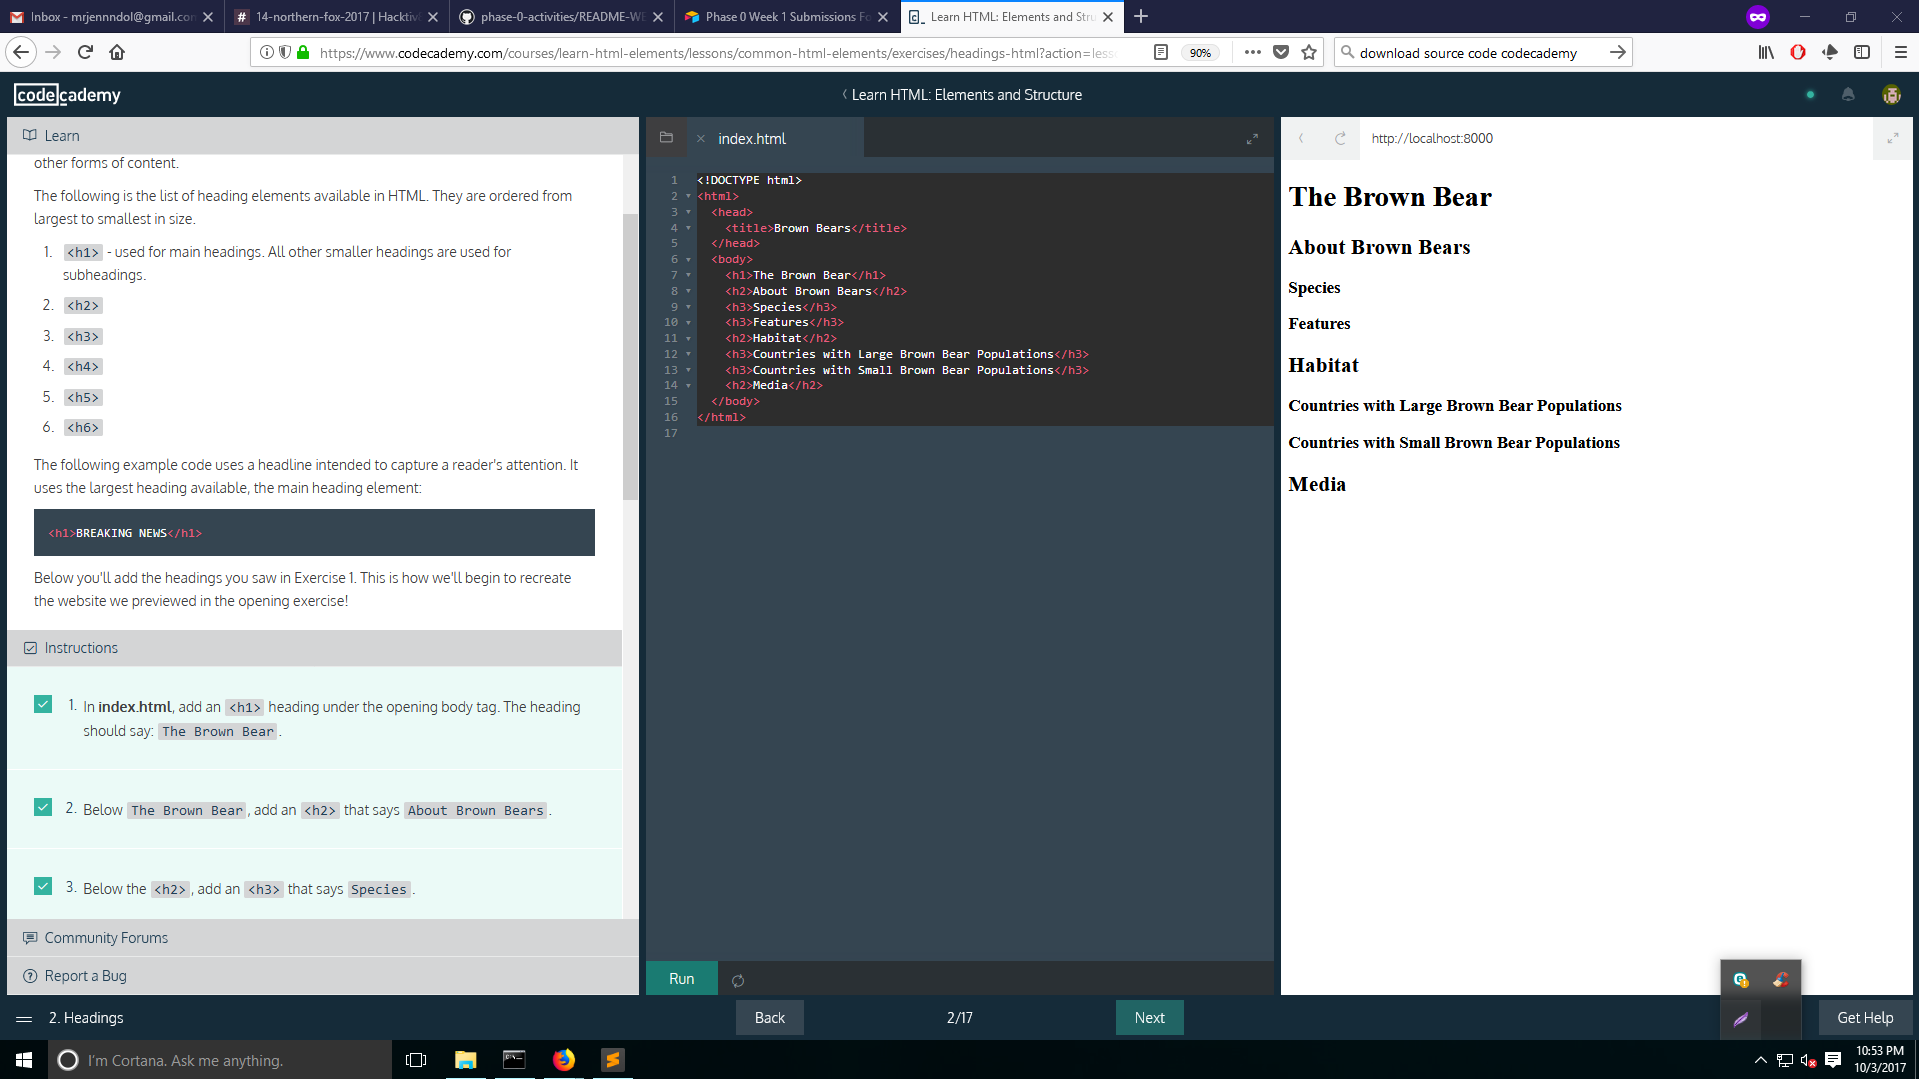 Inbox - mrjennndol@gmail.con
14-northern-fox-2017 | Hacktiv
phase-0-activities/README-WE
Phase 0 Week 1 Submissions Fo
Learn HTML: Elements and Stru
https://www.codecademy.com/courses/learn-html-elements/lessons/common-html-elements/exercises/headings-html?action=less
90%
download source code codecademy
codecademy
Learn HTML: Elements and Structure
Learn
other forms of content.
The following is the list of heading elements available in HTML. They are ordered from
largest to smallest in size.
1. <h1> - used for main headings. All other smaller headings are used for
subheadings.
2. <h2>
3. <h3>
4. <h4>
5. <h5>
6. <h6>
The following example code uses a headline intended to capture a reader's attention. It
uses the largest heading available, the main heading element:
<h1>BREAKING NEWS</h1>
Below you'll add the headings you saw in Exercise 1. This is how we'll begin to recreate
the website we previewed in the opening exercise!
Instructions
1. In index.html, add an <h1> heading under the opening body tag. The heading
should say: The Brown Bear.
2. Below The Brown Bear, add an <h2> that says About Brown Bears.
3. Below the <h2>, add an <h3> that says Species.
Community Forums
Report a Bug
index.html
1 <!DOCTYPE html>
2 <html>
3 <head>
4 <title>Brown Bears</title>
5 </head>
6 <body>
7 <h1>The Brown Bear</h1>
8 <h2>About Brown Bears</h2>
9 <h3>Species</h3>
10 <h3>Features</h3>
11 <h2>Habitat</h2>
12 <h3>Countries with Large Brown Bear Populations</h3>
13 <h3>Countries with Small Brown Bear Populations</h3>
14 <h2>Media</h2>
15 </body>
16 </html>
17
Run
http://localhost:8000
The Brown Bear
About Brown Bears
Species
Features
Habitat
Countries with Large Brown Bear Populations
Countries with Small Brown Bear Populations
Media
2. Headings
Back
2/17
Next
Get Help
I'm Cortana. Ask me anything.
10:53 PM
10/3/2017